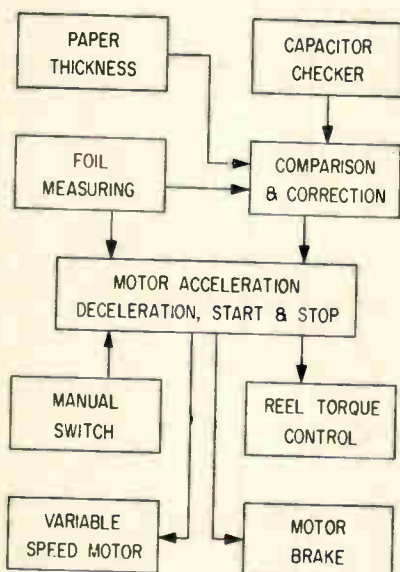 PAPER
THICKNESS
CAPACITOR
CHECKER
FOIL
MEASURING
COMPARISON
& CORRECTION
MOTOR ACCELERATION
DECELERATION, START & STOP
MANUAL
SWITCH
REEL TORQUE
CONTROL
VARIABLE
SPEED MOTOR
MOTOR
BRAKE